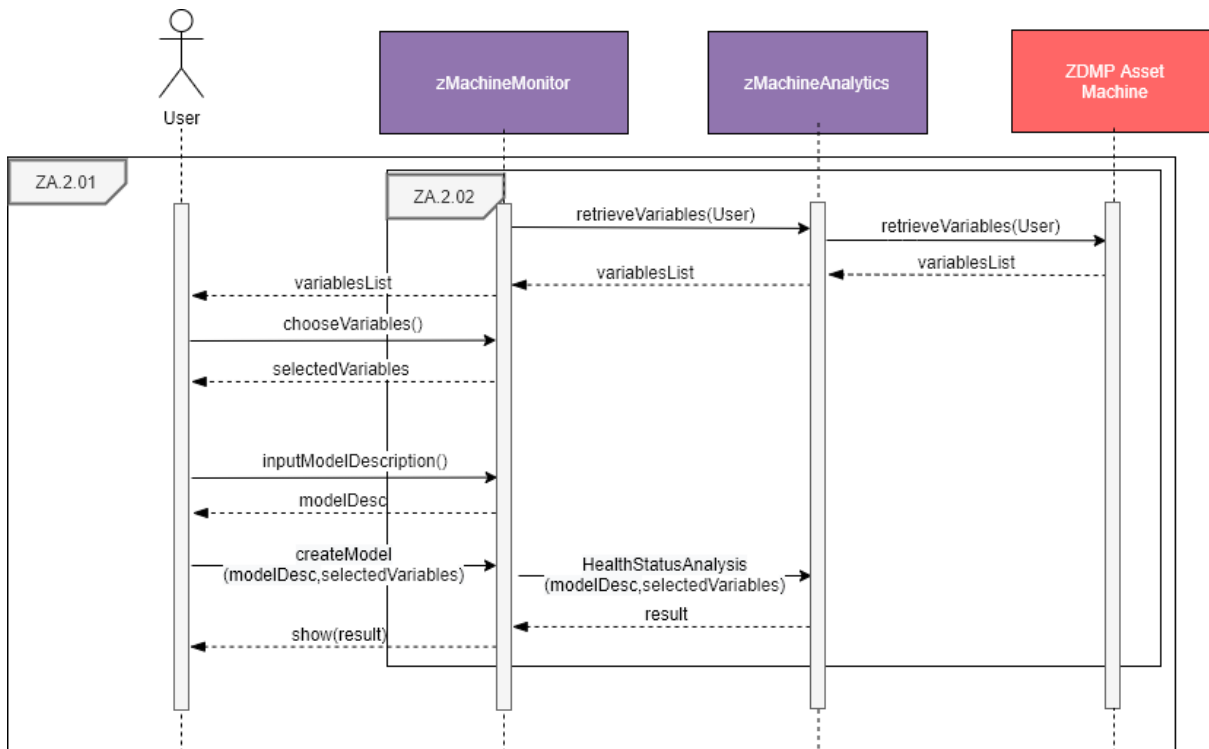 User
zMachineMonitor
zMachineAnalytics
ZDMP Asset
Machine
ZA.2.01
ZA.2.02
retrieveVariables(User)
retrieveVariables(User)
variablesList
variablesList
variablesList
chooseVariables()
selectedVariables
inputModelDescription()
modelDesc
createModel
(modelDesc,selectedVariables)
HealthStatusAnalysis
(modelDesc,selectedVariables)
result
show(result)